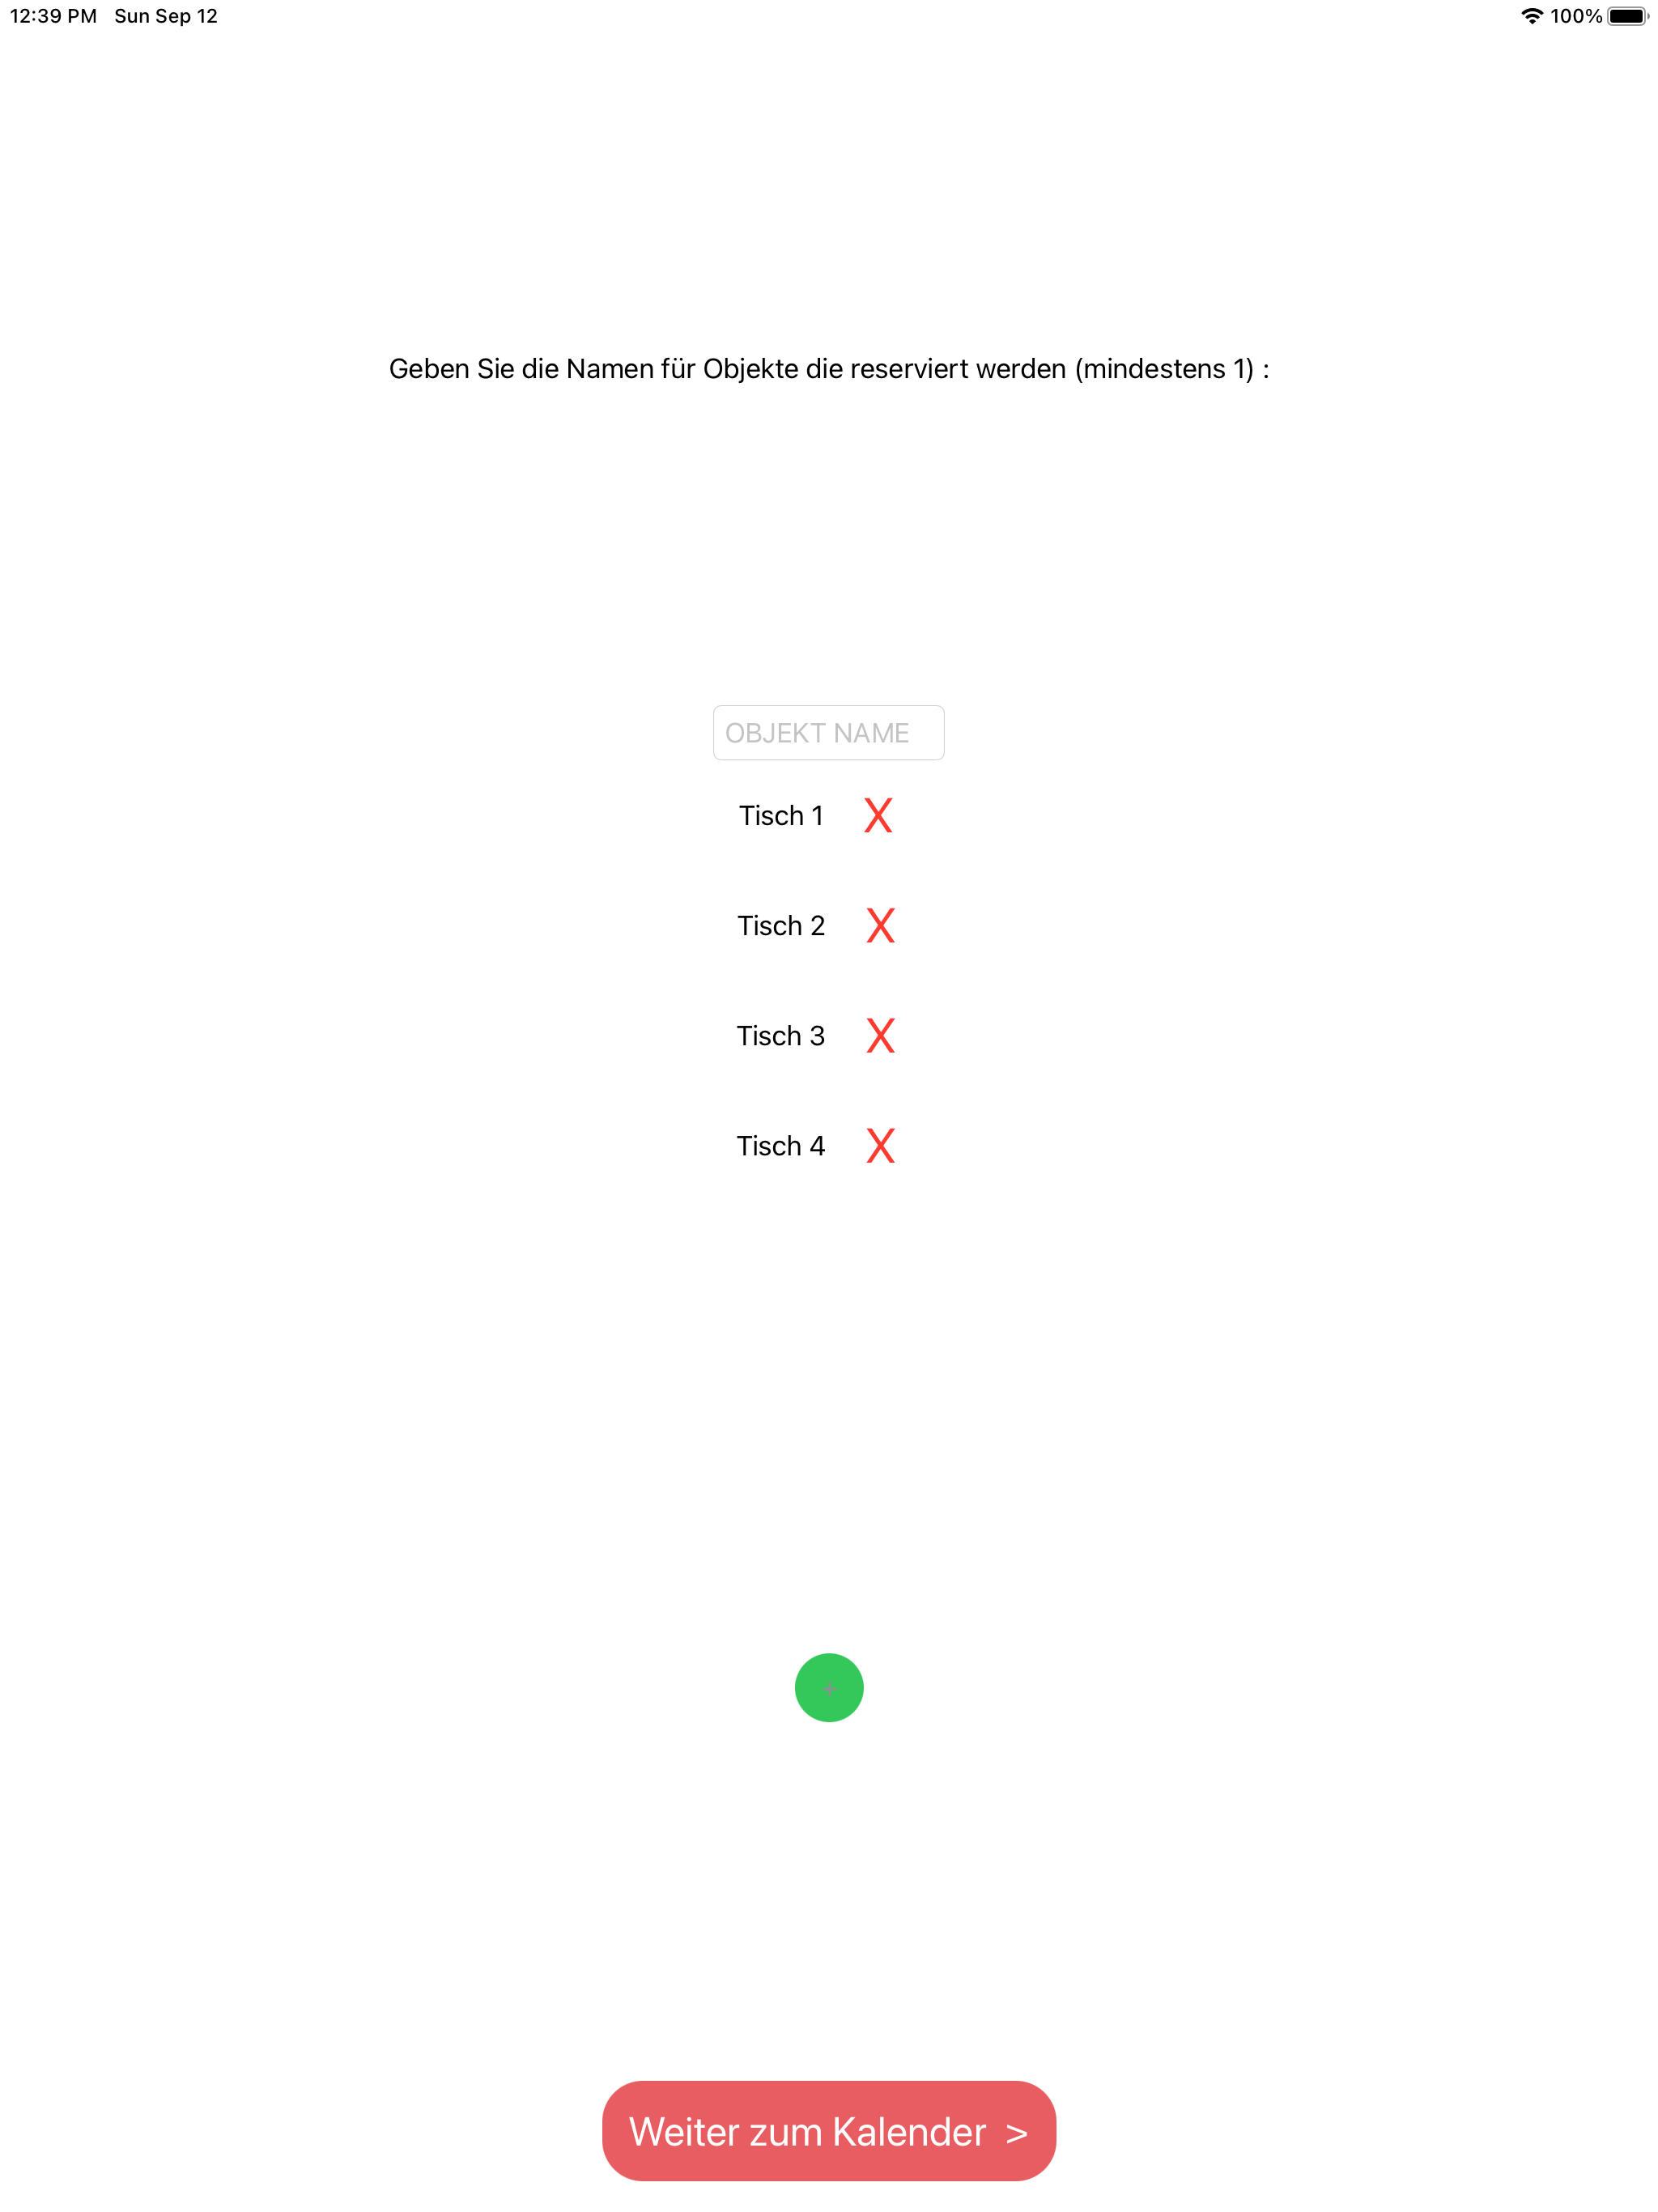 12:39 PM Sun Sep 12 100%
Geben Sie die Namen für Objekte die reserviert werden (mindestens 1) :
OBJEKT NAME
Tisch 1 X
Tisch 2 X
Tisch 3 X
Tisch 4 X
+
Weiter zum Kalender >